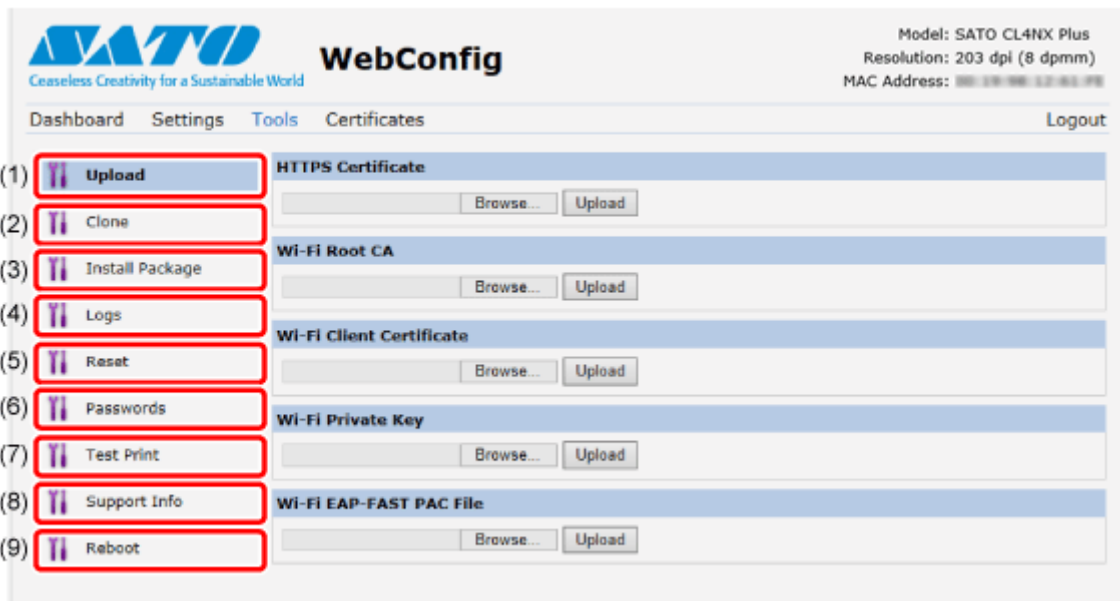 SATO
Ceaseless Creativity for a Sustainable World
WebConfig
Model: SATO CL4NX Plus
Resolution: 203 dpi (8 dpmm)
MAC Address:
Dashboard Settings Tools Certificates Logout
(1) Upload
(2) Clone
(3) Install Package
(4) Logs
(5) Reset
(6) Passwords
(7) Test Print
(8) Support Info
(9) Reboot
HTTPS Certificate
Browse... Upload
Wi-Fi Root CA
Browse... Upload
Wi-Fi Client Certificate
Browse... Upload
Wi-Fi Private Key
Browse... Upload
Wi-Fi EAP-FAST PAC File
Browse... Upload